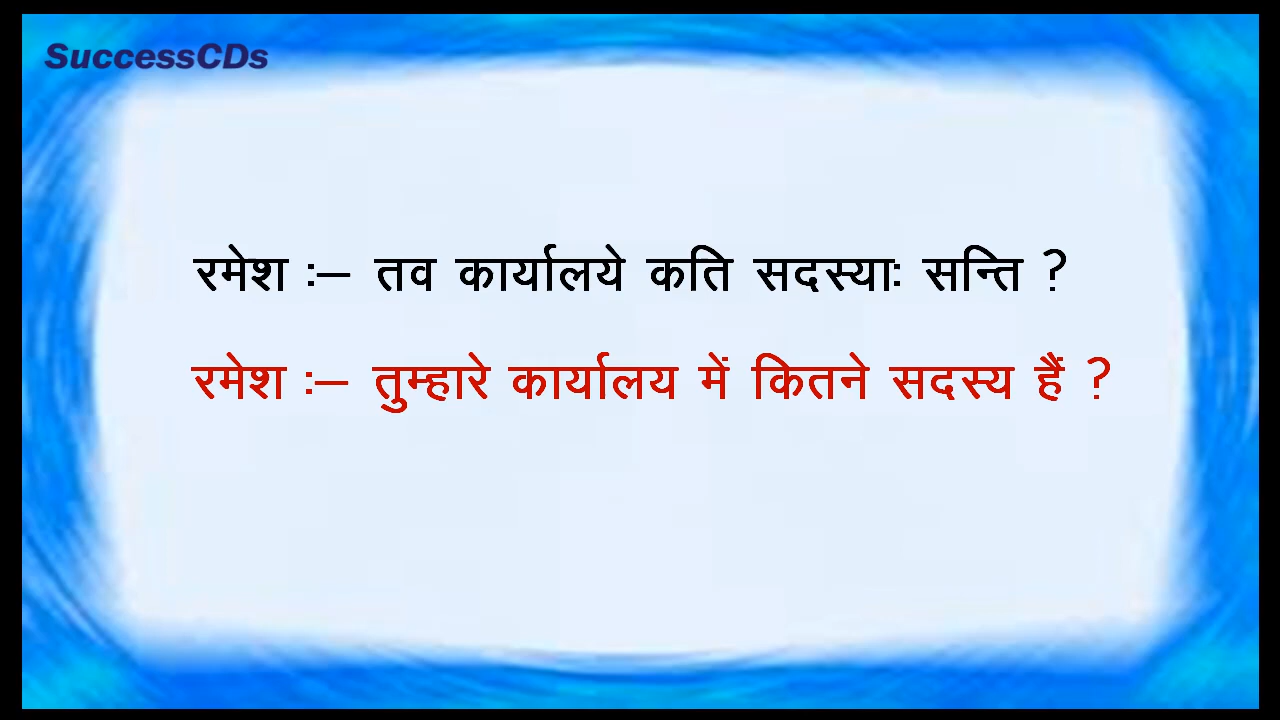 SuccessCDs
रमेश :– तव कार्यालये कति सदस्याः सन्ति ?
रमेश :– तुम्हारे कार्यालय में कितने सदस्य हैं ?